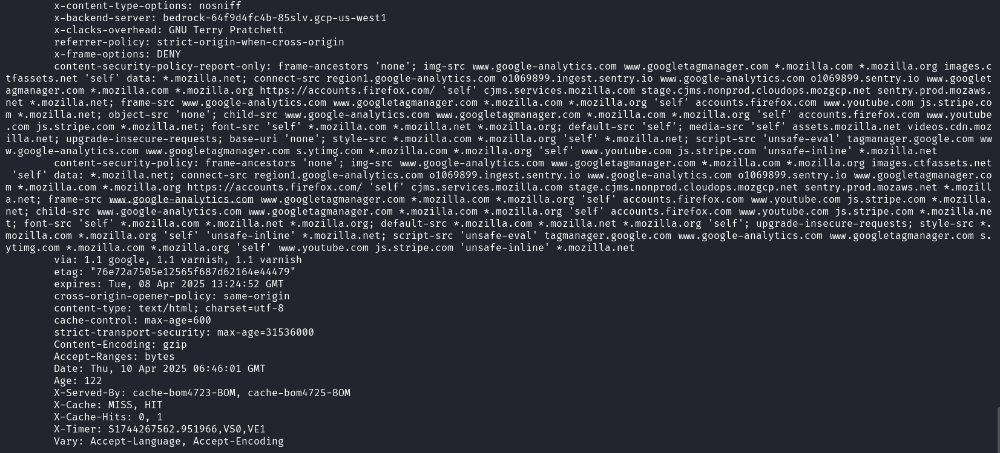 x-content-type-options: nosniff
x-backend-server: bedrock-64f9d4fc4b-85slv.gcp-us-west1
x-clacks-overhead: GNU Terry Pratchett
referrer-policy: strict-origin-when-cross-origin
x-frame-options: DENY
content-security-policy-report-only: frame-ancestors 'none'; img-src www.google-analytics.com www.googletagmanager.com *.mozilla.com *.mozilla.org images.c
tfassets.net 'self' data: *.mozilla.net; connect-src region1.google-analytics.com o1069899.ingest.sentry.io www.google-analytics.com o1069899.sentry.io www.googlet
agmanager.com *.mozilla.com *.mozilla.org https://accounts.firefox.com/ 'self' cjms.services.mozilla.com stage.cjms.nonprod.cloudops.mozgcp.net sentry.prod.mozaws.
net *.mozilla.net; frame-src www.google-analytics.com www.googletagmanager.com *.mozilla.com *.mozilla.org 'self' accounts.firefox.com www.youtube.com js.stripe.co
m *.mozilla.net; object-src 'none'; child-src www.google-analytics.com www.googletagmanager.com *.mozilla.com *.mozilla.org 'self' accounts.firefox.com www.youtube
.com js.stripe.com *.mozilla.net; font-src 'self' *.mozilla.com *.mozilla.net *.mozilla.org; default-src 'self'; media-src 'self' assets.mozilla.net videos.cdn.moz
illa.net; upgrade-insecure-requests; base-uri 'none'; style-src *.mozilla.com *.mozilla.org 'self' *.mozilla.net; script-src 'unsafe-eval' tagmanager.google.com ww
w.google-analytics.com www.googletagmanager.com s.ytimg.com *.mozilla.com *.mozilla.org 'self' www.youtube.com js.stripe.com 'unsafe-inline' *.mozilla.net
content-security-policy: frame-ancestors 'none'; img-src www.google-analytics.com www.googletagmanager.com *.mozilla.com *.mozilla.org images.ctfassets.net
'self' data: *.mozilla.net; connect-src region1.google-analytics.com o1069899.ingest.sentry.io www.google-analytics.com o1069899.sentry.io www.googletagmanager.co
m *.mozilla.com *.mozilla.org https://accounts.firefox.com/ 'self' cjms.services.mozilla.com stage.cjms.nonprod.cloudops.mozgcp.net sentry.prod.mozaws.net *.mozill
a.net; frame-src www.google-analytics.com www.googletagmanager.com *.mozilla.com *.mozilla.org 'self' accounts.firefox.com www.youtube.com js.stripe.com *.mozilla.
net; child-src www.google-analytics.com www.googletagmanager.com *.mozilla.com *.mozilla.org 'self' accounts.firefox.com www.youtube.com js.stripe.com *.mozilla.ne
t; font-src 'self' *.mozilla.com *.mozilla.net *.mozilla.org; default-src *.mozilla.com *.mozilla.net *.mozilla.org 'self'; upgrade-insecure-requests; style-src *.
mozilla.com *.mozilla.org 'self' 'unsafe-inline' *.mozilla.net; script-src 'unsafe-eval' tagmanager.google.com www.google-analytics.com www.googletagmanager.com s.
ytimg.com *.mozilla.com *.mozilla.org 'self' www.youtube.com js.stripe.com 'unsafe-inline' *.mozilla.net
via: 1.1 google, 1.1 varnish, 1.1 varnish
etag: "76e72a7505e12565f687d62164e44479"
expires: Tue, 08 Apr 2025 13:24:52 GMT
cross-origin-opener-policy: same-origin
content-type: text/html; charset=utf-8
cache-control: max-age=600
strict-transport-security: max-age=31536000
Content-Encoding: gzip
Accept-Ranges: bytes
Date: Thu, 10 Apr 2025 06:46:01 GMT
Age: 122
X-Served-By: cache-bom4723-BOM, cache-bom4725-BOM
X-Cache: MISS, HIT
X-Cache-Hits: 0, 1
X-Timer: S1744267562.951966,VS0,VE1
Vary: Accept-Language, Accept-Encoding